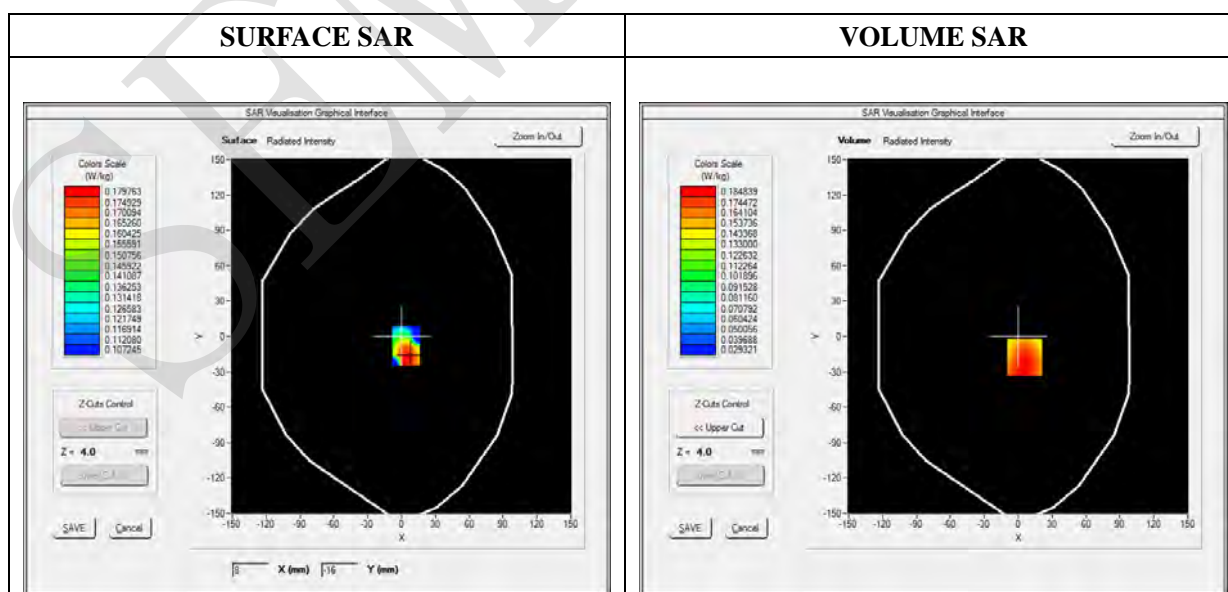 SURFACE SAR
VOLUME SAR
SAR Visualisation Graphical Interface
Surface Radiated Intensity
Zoom In/Out
Colors Scale
(W/kg)
0.179763
0.174929
0.170094
0.165260
0.160425
0.155591
0.150756
0.145922
0.141087
0.136253
0.131418
0.126583
0.121749
0.116914
0.112080
0.107245
Z-Cuts Control
<< Upper Cut
Z = 4.0 mm
SAVE
Cancel
150
120
90
60
30
0
-30
-60
-90
-120
-150
Y
-150 -120 -90 -60 -30 0 30 60 90 120 150
X
8 X (mm) -16 Y (mm)
SAR Visualisation Graphical Interface
Volume Radiated Intensity
Zoom In/Out
Colors Scale
(W/kg)
0.184839
0.174472
0.164104
0.153736
0.143368
0.133000
0.122632
0.112264
0.101896
0.091528
0.081160
0.070792
0.060424
0.050056
0.039688
0.029321
Z-Cuts Control
<< Upper Cut
Z = 4.0 mm
SAVE
Cancel
150
120
90
60
30
0
-30
-60
-90
-120
-150
Y
-150 -120 -90 -60 -30 0 30 60 90 120 150
X